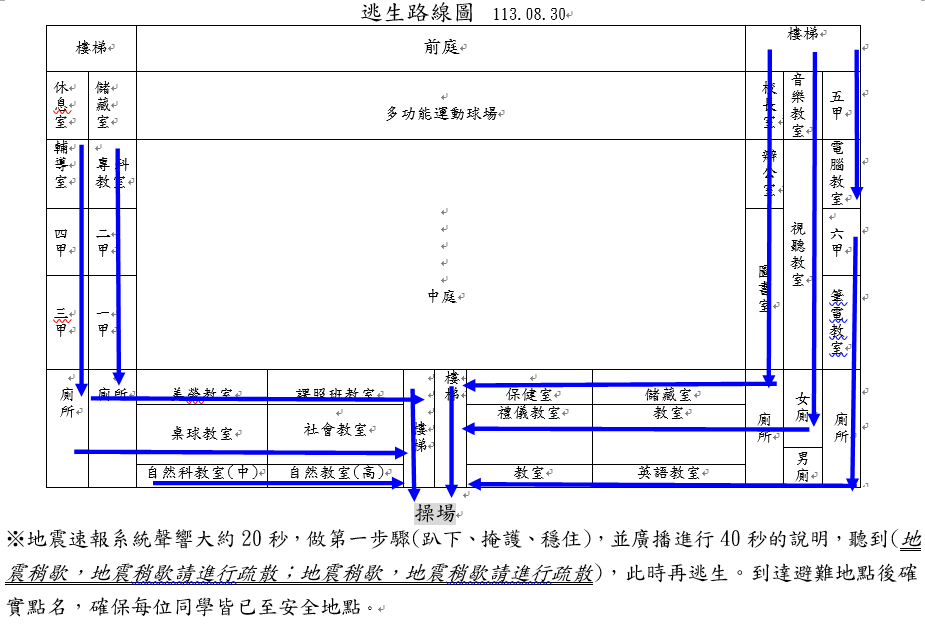 逃生路線圖 113.08.30
樓梯
前庭
樓梯
休息室
儲藏室
多功能運動球場
校長室
音樂教室
五甲
輔導室
專科教室
辦公室
電腦教室
四甲
二甲
中庭
圖書室
視聽教室
六甲
三甲
一甲
筆電教室
廁所
廁所
美勞教室
課照班教室
樓梯
樓梯
保健室
儲藏室
廁所
女廁
廁所
桌球教室
社會教室
禮儀教室
教室
男廁
自然科教室(中)
自然教室(高)
教室
英語教室
操場
※地震速報系統聲響大約 20 秒，做第一步驟(趴下、掩護、穩住)，並廣播進行 40 秒的說明，聽到(地
震稍歇，地震稍歇請進行疏散；地震稍歇，地震稍歇請進行疏散)，此時再逃生。到達避難地點後確
實點名，確保每位同學皆已至安全地點。